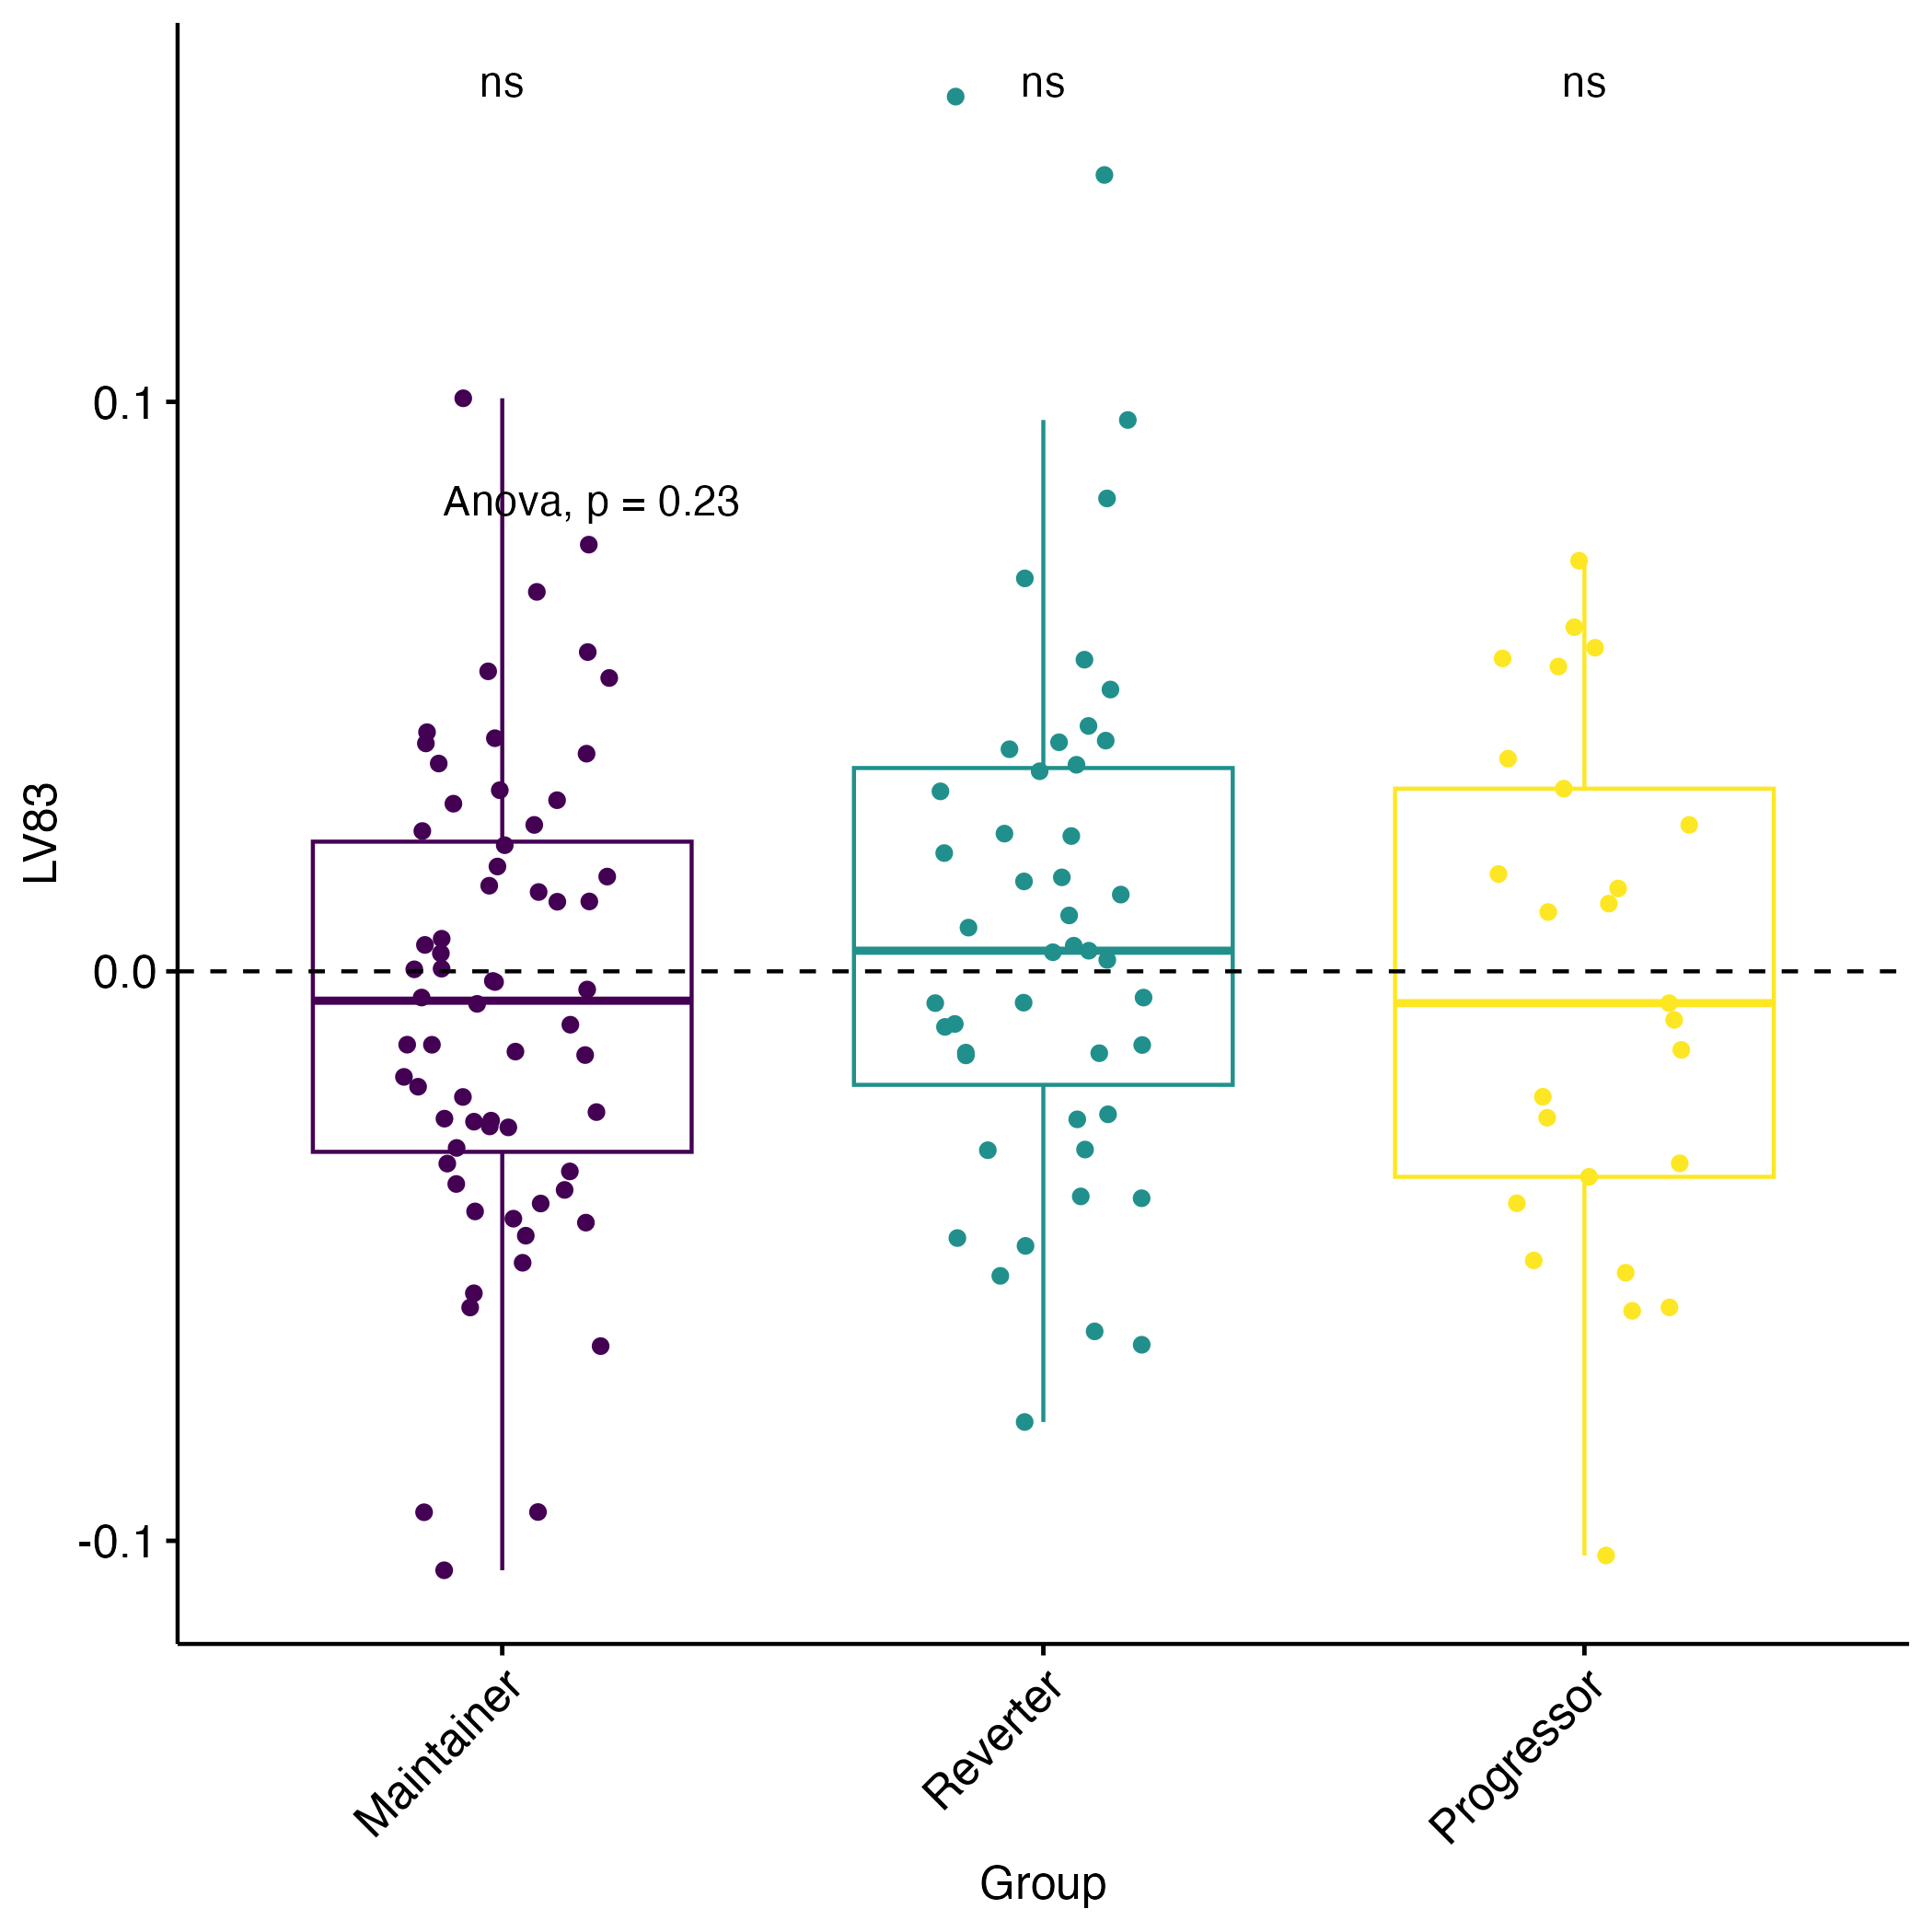 ns ns ns
0.1
Anova, p = 0.23
LV83
0.0
-0.1
Maintainer Reverter Progressor
Group